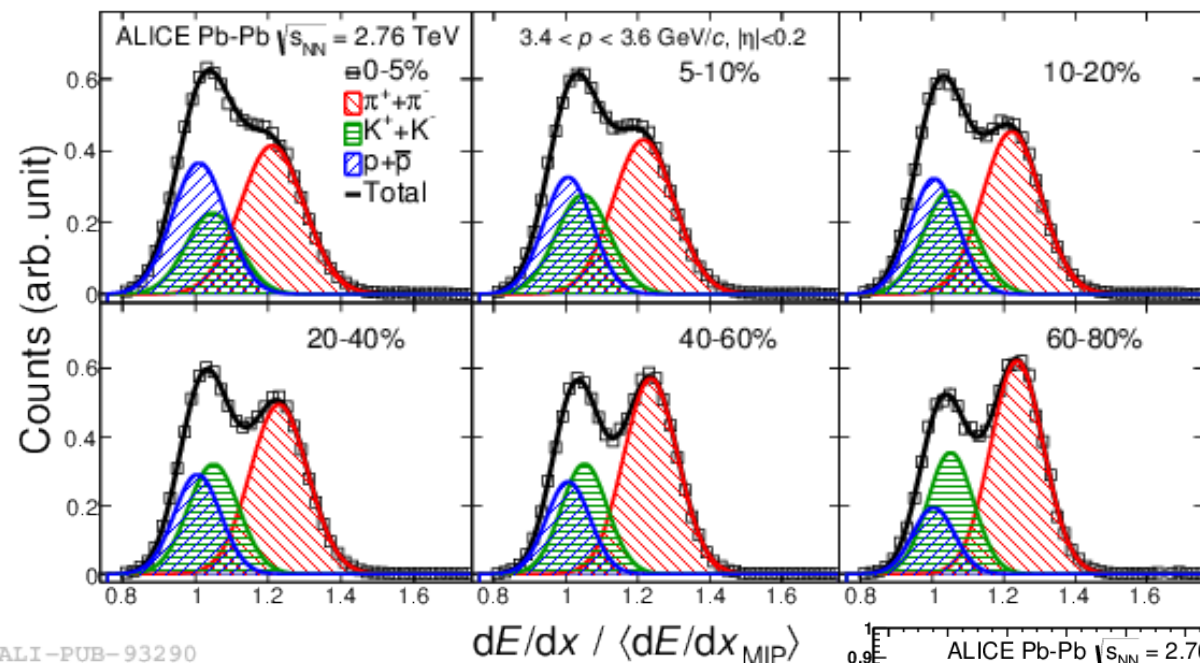 ALICE Pb-Pb √sNN = 2.76 TeV
0-5%
π⁺+π⁻
K⁺+K⁻
p+p̅
Total
3.4 < p < 3.6 GeV/c, |η|<0.2
5-10%
10-20%
0.6
0.4
0.2
0
20-40%
40-60%
60-80%
0.6
0.4
0.2
0
0.8 1 1.2 1.4 1.6
0.8 1 1.2 1.4 1.6
0.8 1 1.2 1.4 1.6
Counts (arb. unit)
dE/dx / ⟨dE/dxMIP⟩
ALI-PUB-93290
1
0.9
ALICE Pb-Pb √sNN = 2.76